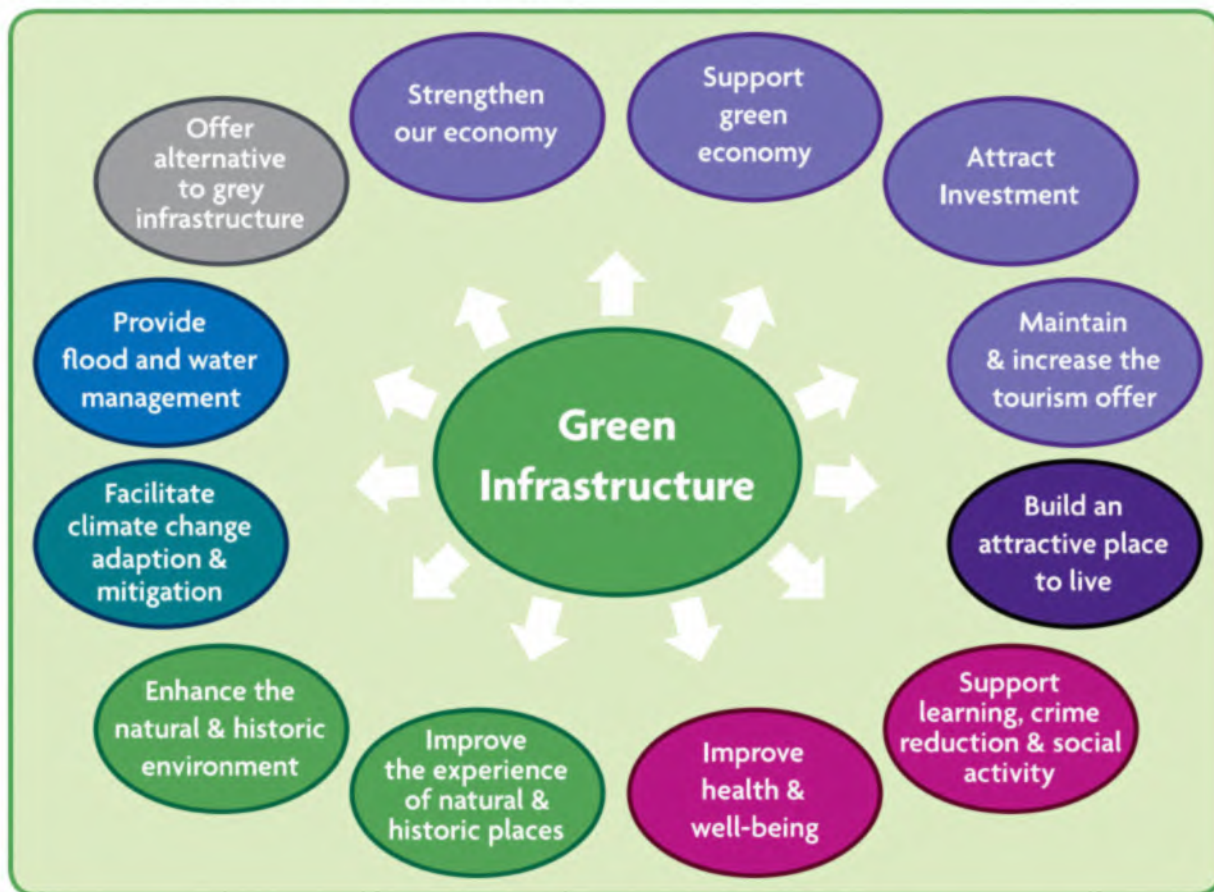 Strengthen
our economy
Support
green
economy
Attract
Investment
Maintain
& increase the
tourism offer
Build an
attractive place
to live
Support
learning, crime
reduction & social
activity
Improve
health &
well-being
Improve
the experience
of natural &
historic places
Enhance the
natural & historic
environment
Facilitate
climate change
adaption &
mitigation
Provide
flood and water
management
Offer
alternative
to grey
infrastructure
Green
Infrastructure